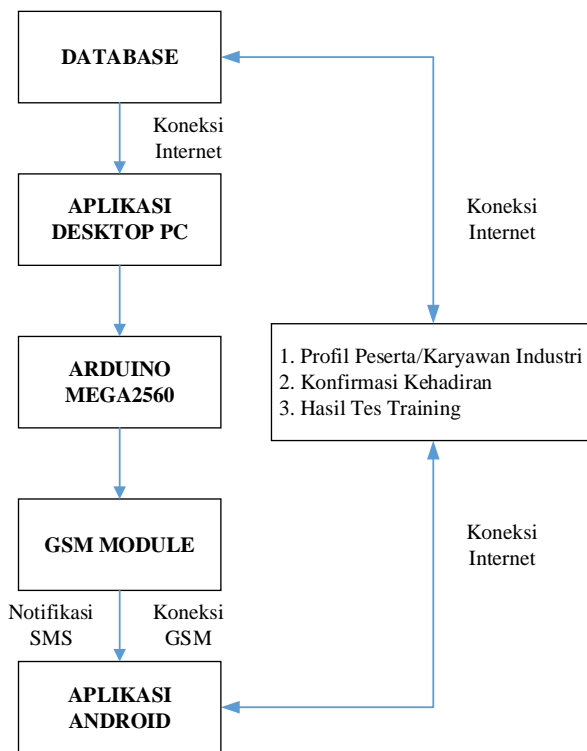 DATABASE
Koneksi
Internet
APLIKASI
DESKTOP PC
Koneksi
Internet
ARDUINO
MEGA2560
1. Profil Peserta/Karyawan Industri
2. Konfirmasi Kehadiran
3. Hasil Tes Training
GSM MODULE
Koneksi
Internet
Notifikasi
SMS
Koneksi
GSM
APLIKASI
ANDROID